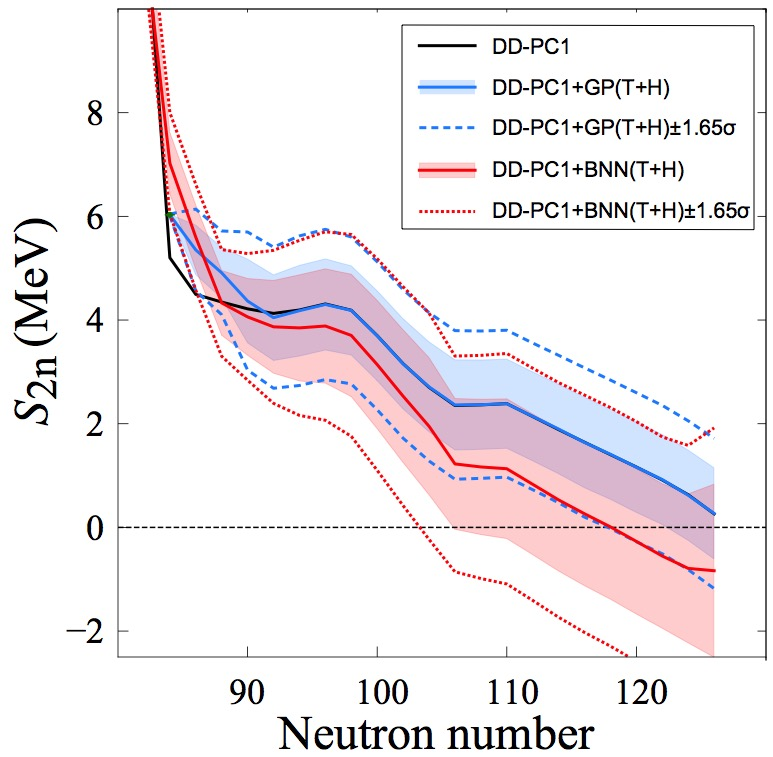 DD-PC1
DD-PC1+GP(T+H)
DD-PC1+GP(T+H)±1.65σ
DD-PC1+BNN(T+H)
DD-PC1+BNN(T+H)±1.65σ
8
6
4
2
0
−2
S2n (MeV)
90 100 110 120
Neutron number